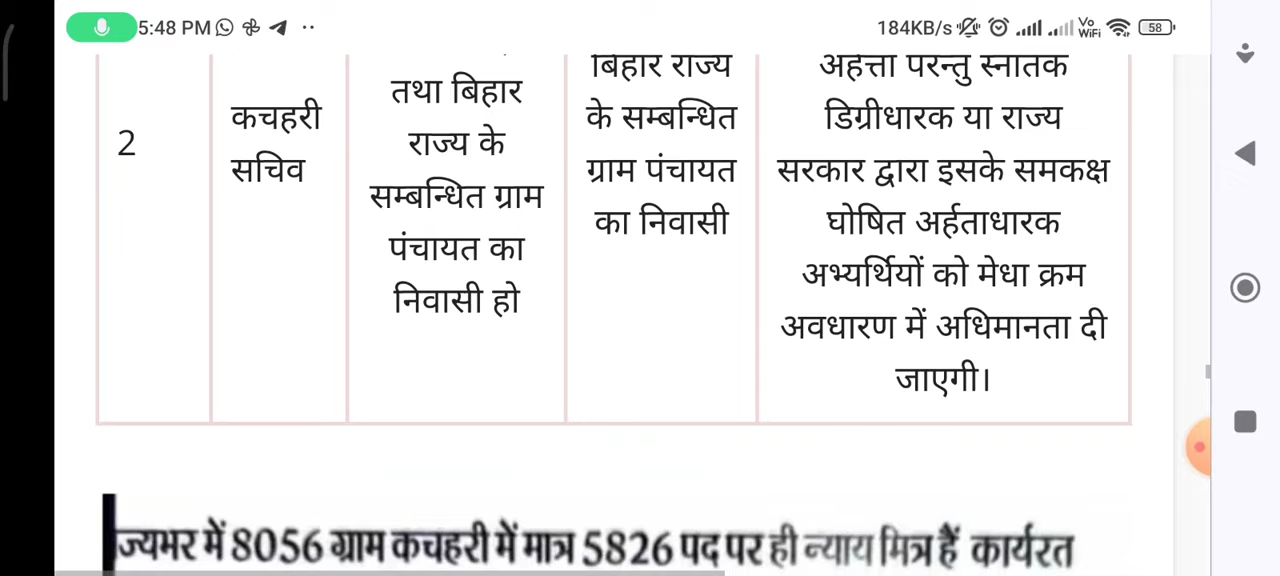 5:48 PM
184KB/s
Vo WiFi
58
2
कचहरी
सचिव
तथा बिहार
राज्य के
सम्बन्धित ग्राम
पंचायत का
निवासी हो
बिहार राज्य
के सम्बन्धित
ग्राम पंचायत
का निवासी
अर्हत्ता परन्तु स्नातक
डिग्रीधारक या राज्य
सरकार द्वारा इसके समकक्ष
घोषित अर्हताधारक
अभ्यर्थियों को मेधा क्रम
अवधारण में अधिमानता दी
जाएगी।
ज्यभर में 8056 ग्राम कचहरी में मात्र 5826 पद पर ही न्याय मित्र हैं कार्यरत